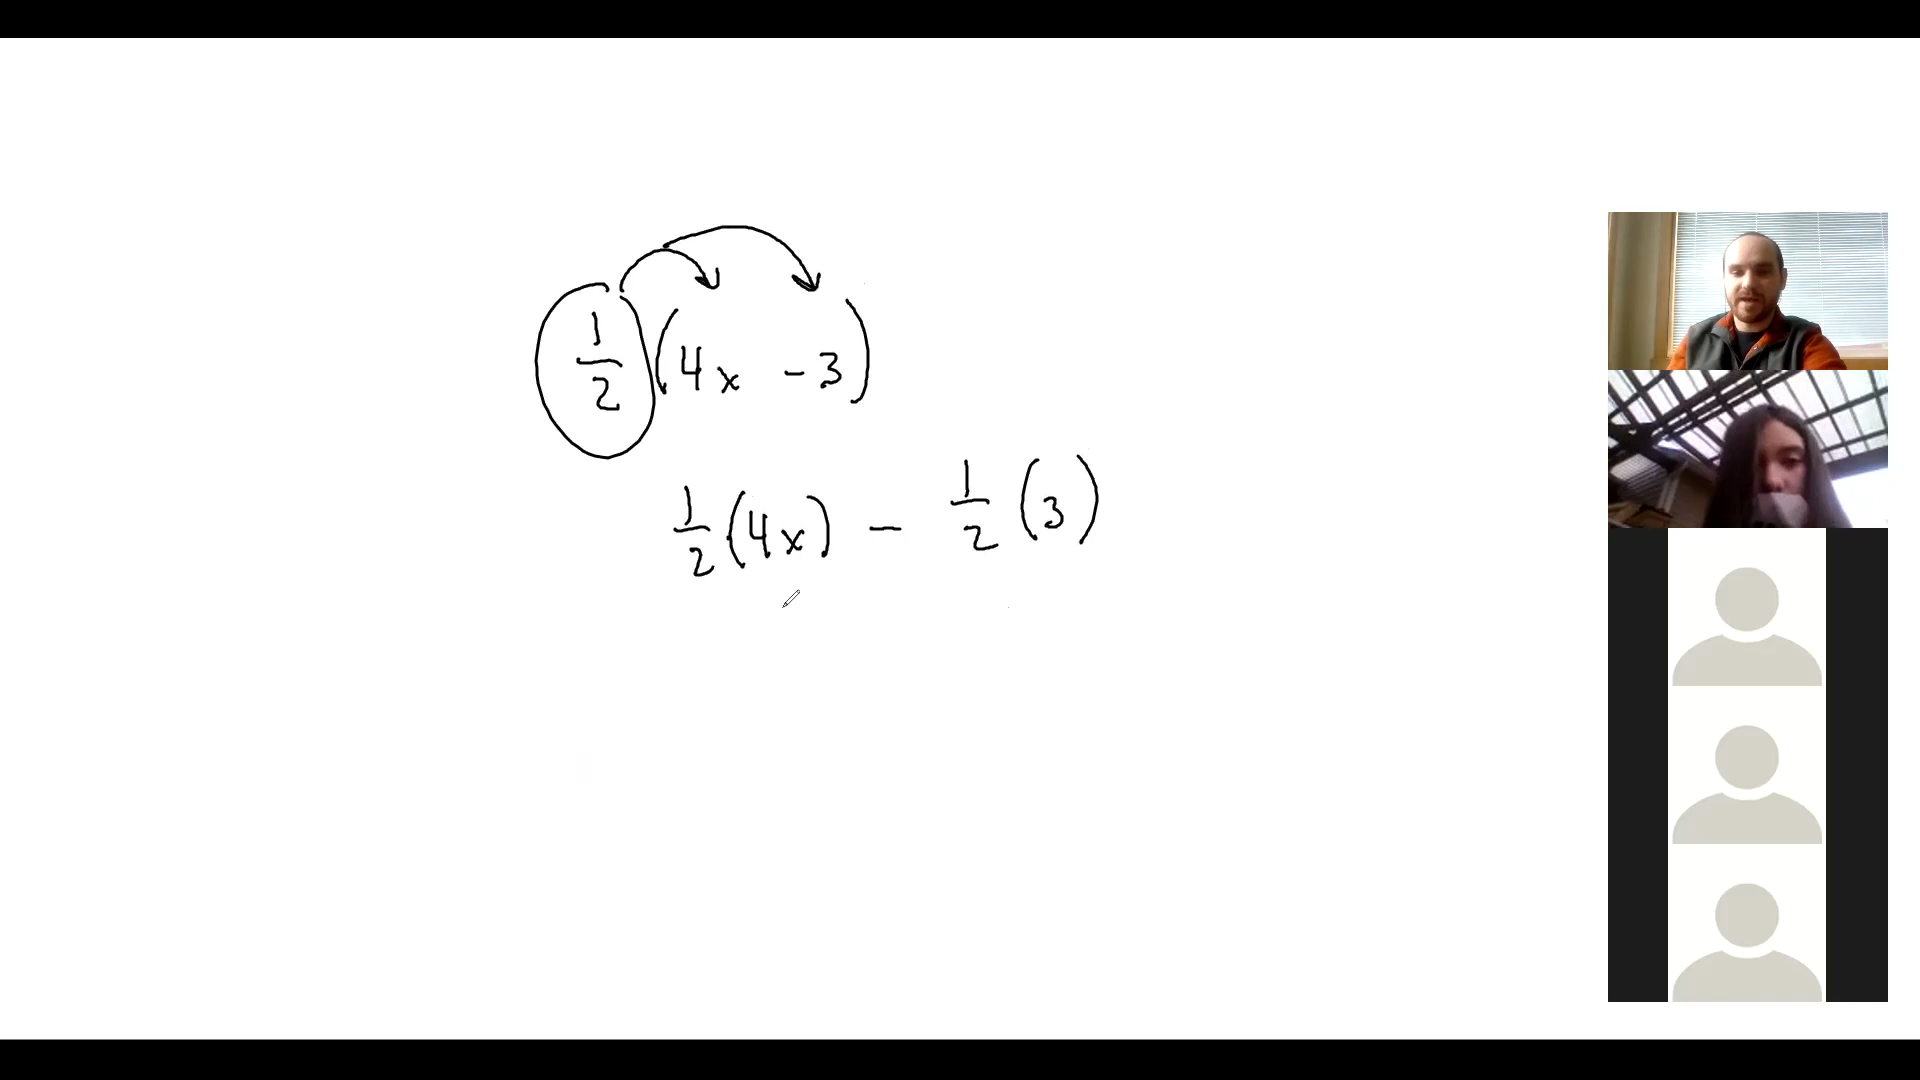 1/2 (4x - 3)
1/2 (4x) - 1/2 (3)